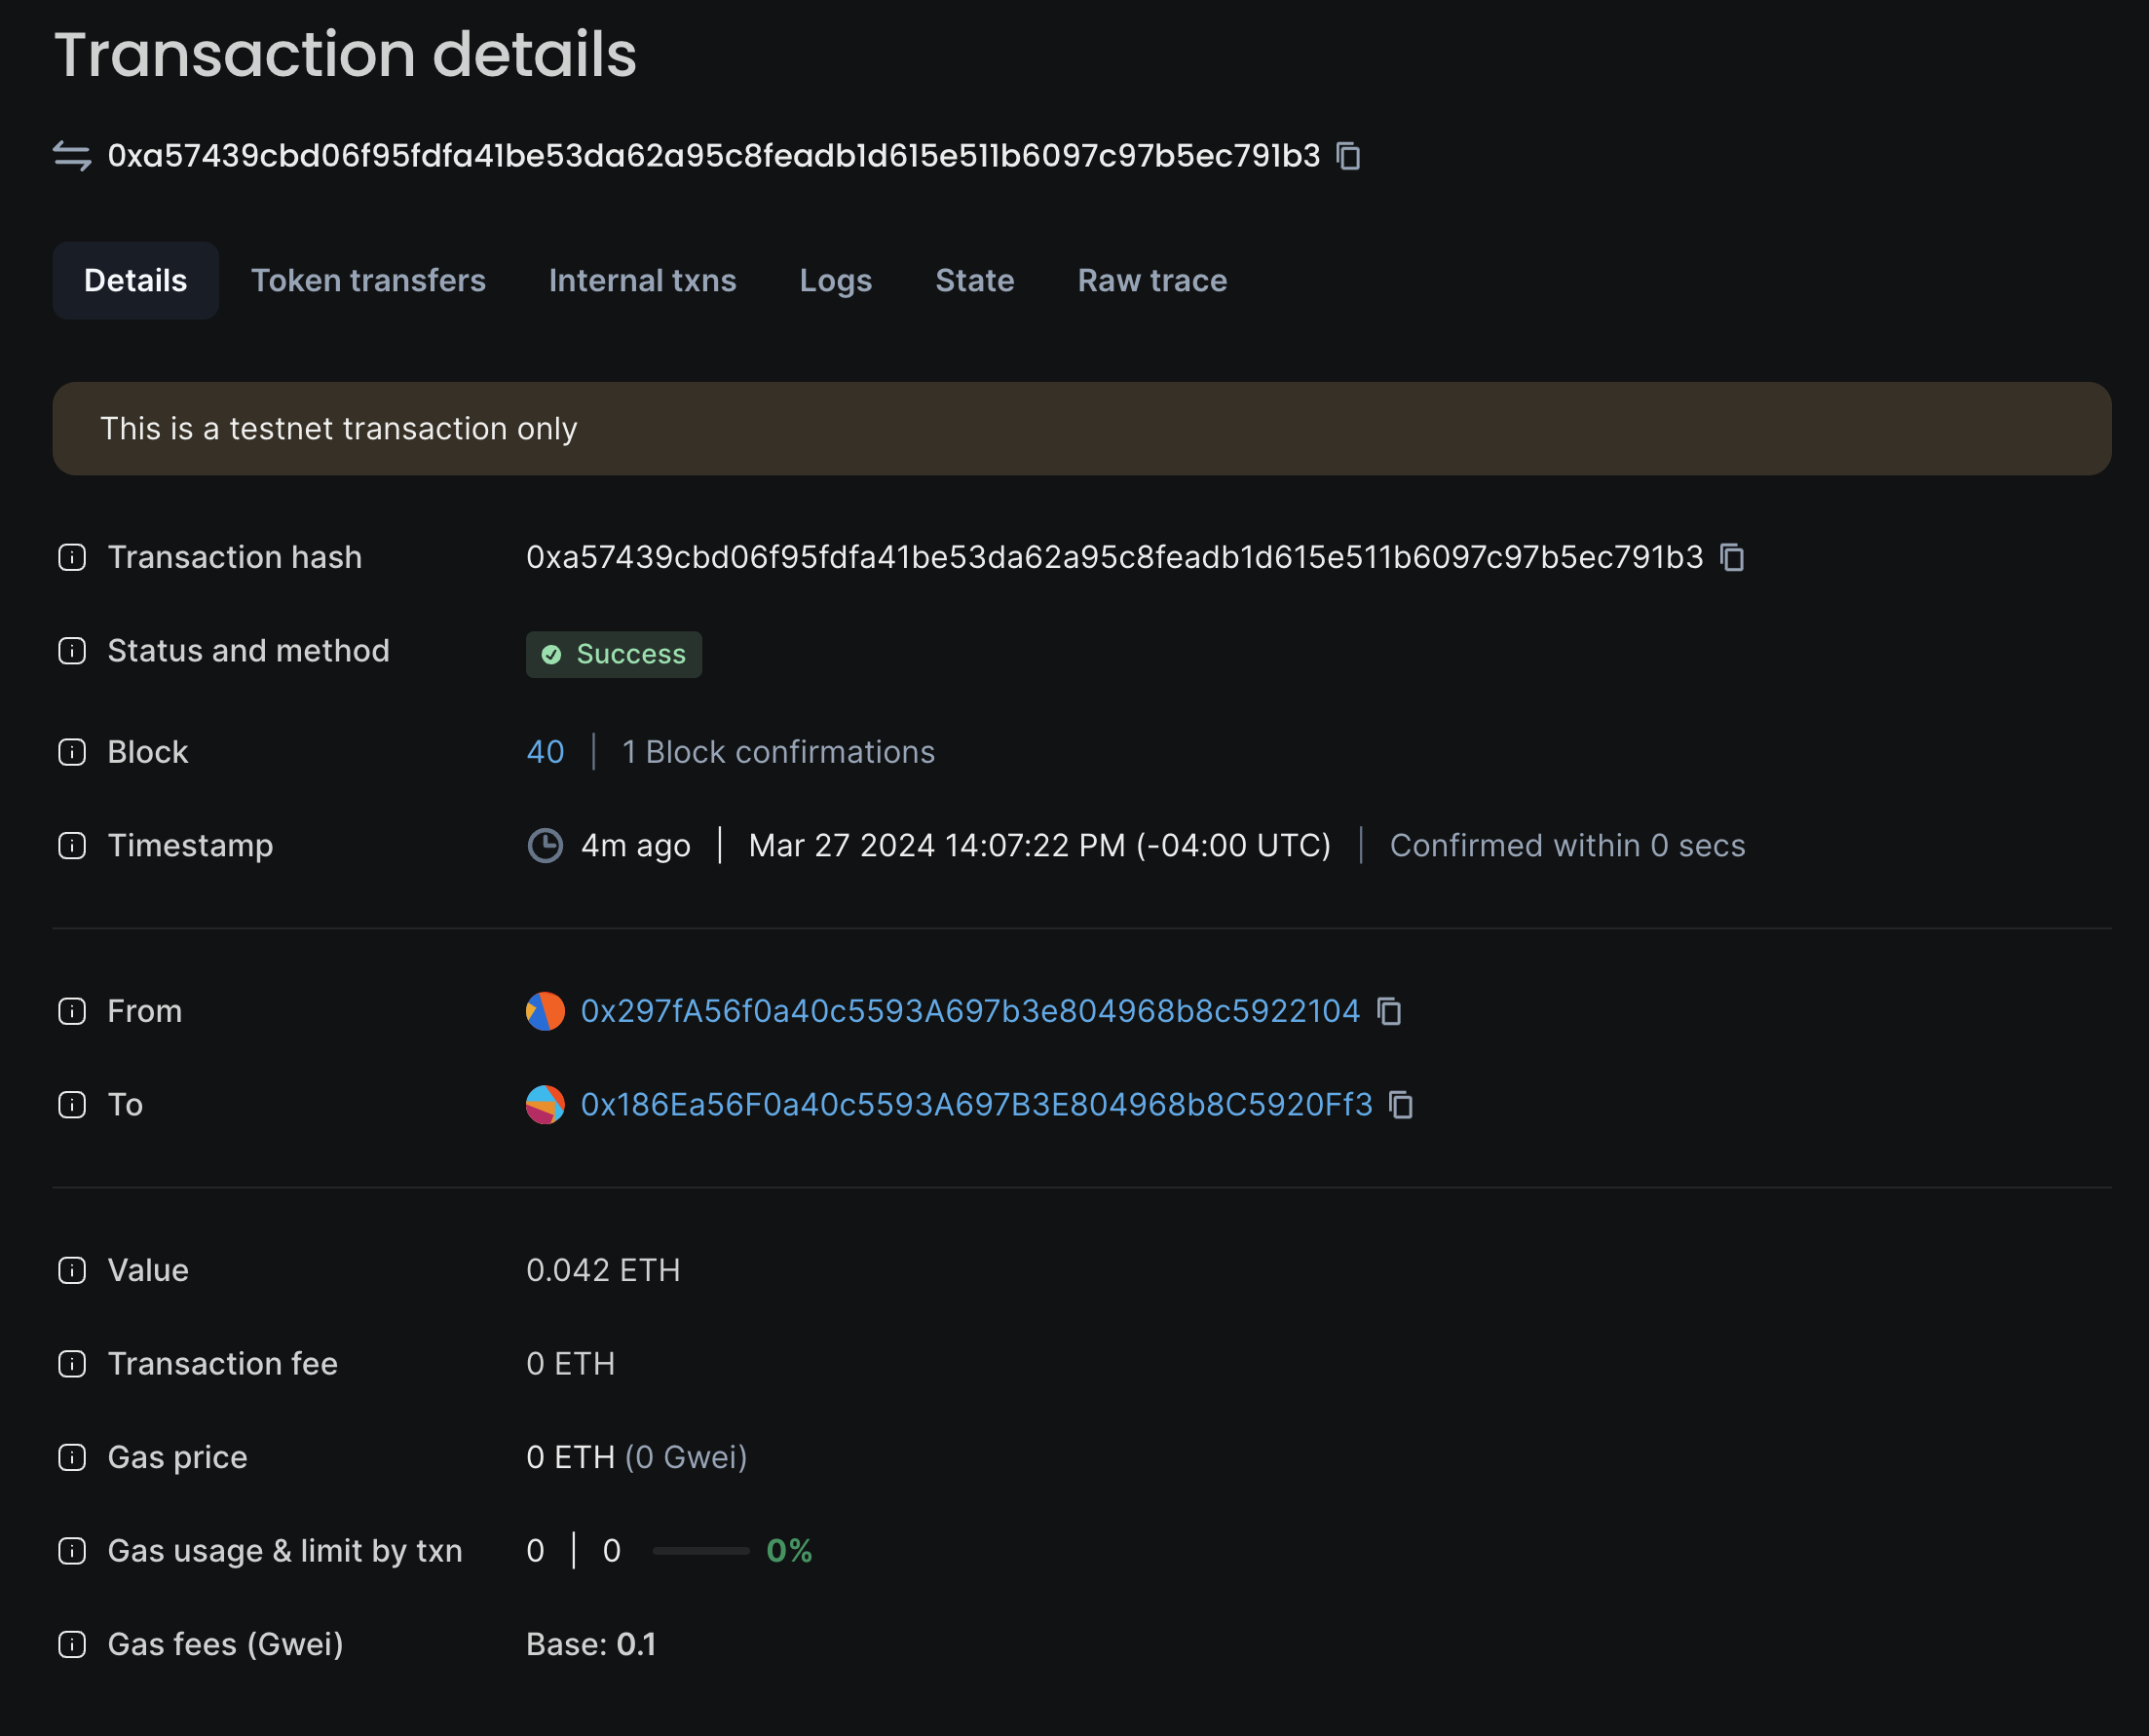 Transaction details
0xa57439cbd06f95fdfa41be53da62a95c8feadb1d615e511b6097c97b5ec791b3
Details Token transfers Internal txns Logs State Raw trace
This is a testnet transaction only
Transaction hash 0xa57439cbd06f95fdfa41be53da62a95c8feadb1d615e511b6097c97b5ec791b3
Status and method Success
Block 40 | 1 Block confirmations
Timestamp 4m ago | Mar 27 2024 14:07:22 PM (-04:00 UTC) | Confirmed within 0 secs
From 0x297fA56f0a40c5593A697b3e804968b8c5922104
To 0x186Ea56F0a40c5593A697B3E804968b8C5920Ff3
Value 0.042 ETH
Transaction fee 0 ETH
Gas price 0 ETH (0 Gwei)
Gas usage & limit by txn 0 | 0 0%
Gas fees (Gwei) Base: 0.1